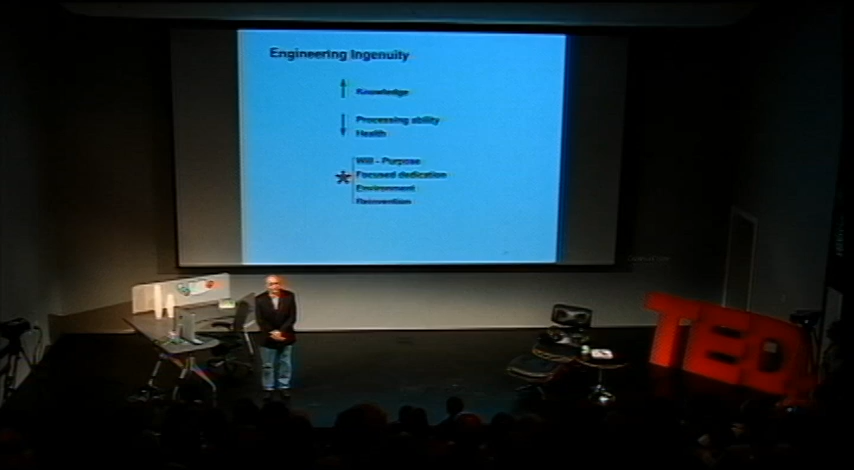 Engineering Ingenuity
Knowledge
Processing ability
Health
Will - Purpose
Focused dedication
Environment
Reinvention
TED